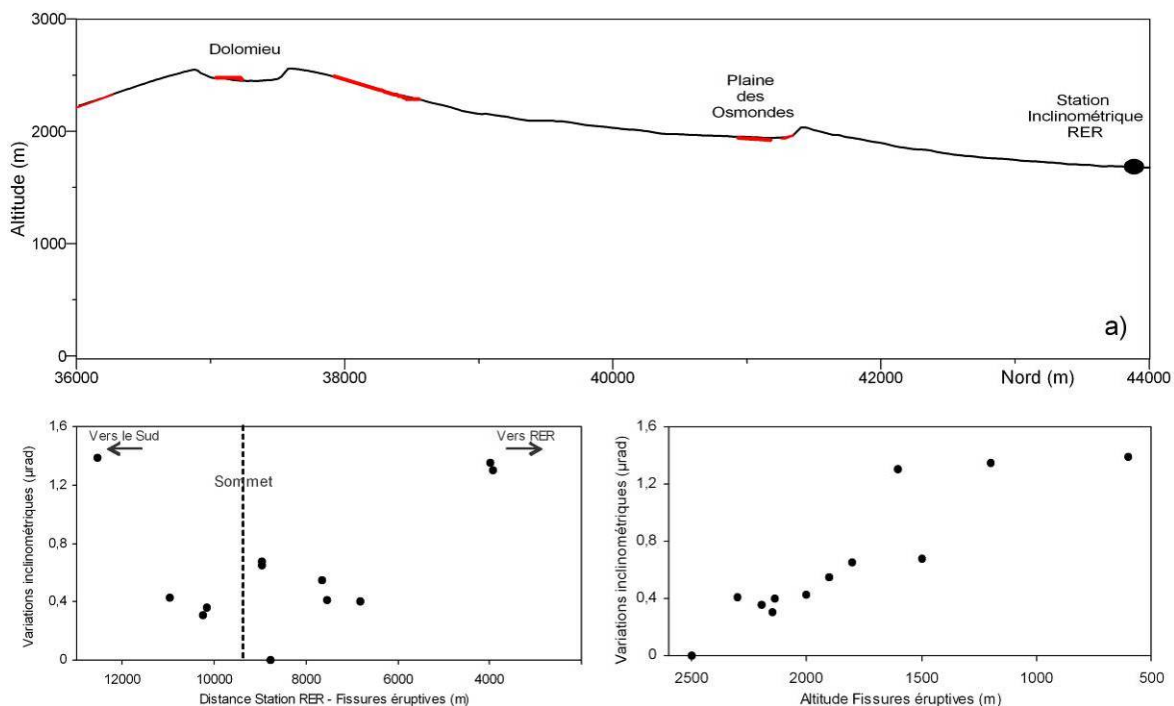 3000
2000
1000
0
Altitude (m)
Dolomieu
Plaine
des
Osmondes
Station
Inclinométrique
RER
a)
36000
38000
40000
42000
Nord (m)
44000
1,6
1,2
0,8
0,4
0
Variations inclinométriques (µrad)
Vers le Sud
Sommet
Vers RER
12000
10000
8000
6000
4000
Distance Station RER - Fissures éruptives (m)
1,6
1,2
0,8
0,4
0
Variations inclinométriques (µrad)
2500
2000
1500
1000
500
Altitude Fissures éruptives (m)